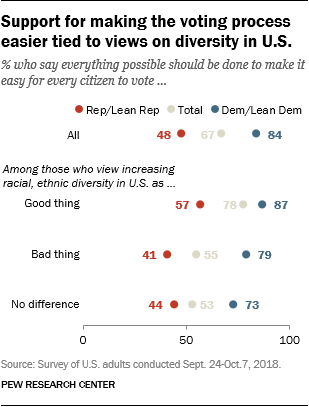 Support for making the voting process
easier tied to views on diversity in U.S.
% who say everything possible should be done to make it
easy for every citizen to vote ...
Rep/Lean Rep Total Dem/Lean Dem
All 48 67 84
Among those who view increasing
racial, ethnic diversity in U.S. as ...
Good thing 57 78 87
Bad thing 41 55 79
No difference 44 53 73
0 50 100
Source: Survey of U.S. adults conducted Sept. 24-Oct.7, 2018.
PEW RESEARCH CENTER